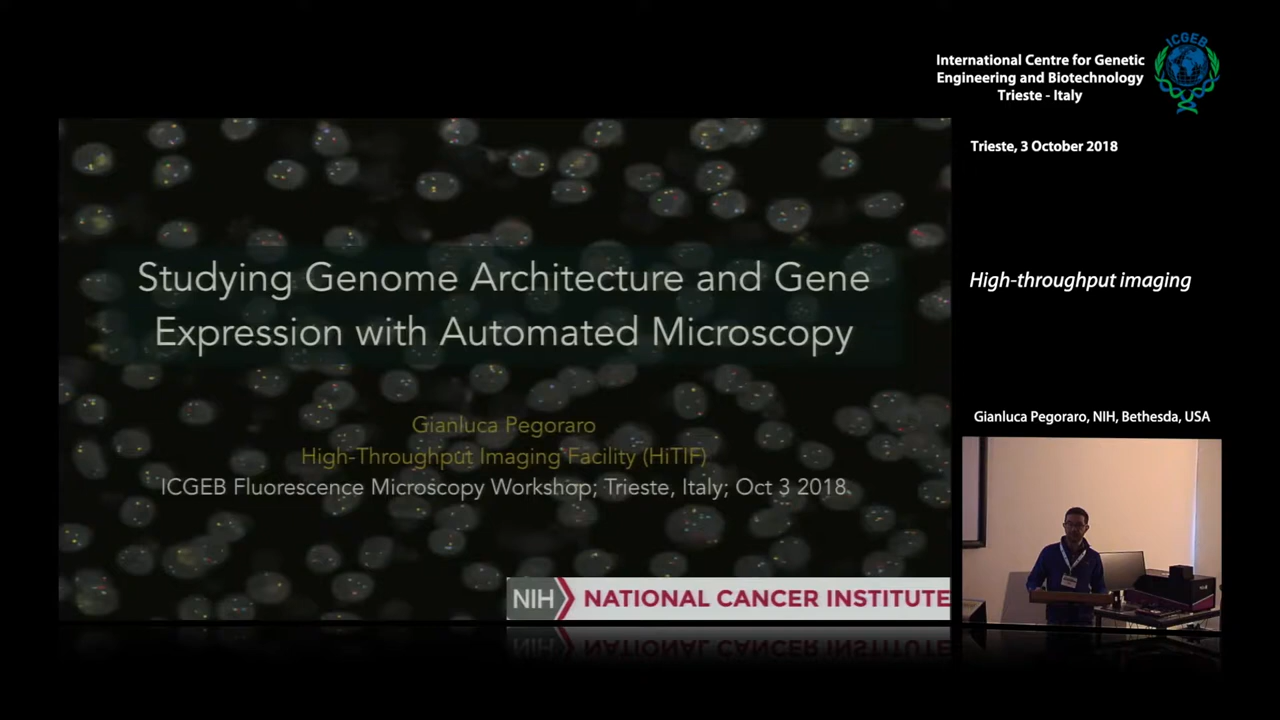 ICGEB
International Centre for Genetic
Engineering and Biotechnology
Trieste - Italy
Trieste, 3 October 2018
Studying Genome Architecture and Gene
Expression with Automated Microscopy
High-throughput imaging
Gianluca Pegoraro
High-Throughput Imaging Facility (HiTIF)
ICGEB Fluorescence Microscopy Workshop; Trieste, Italy; Oct 3 2018
Gianluca Pegoraro, NIH, Bethesda, USA
NIH NATIONAL CANCER INSTITUTE